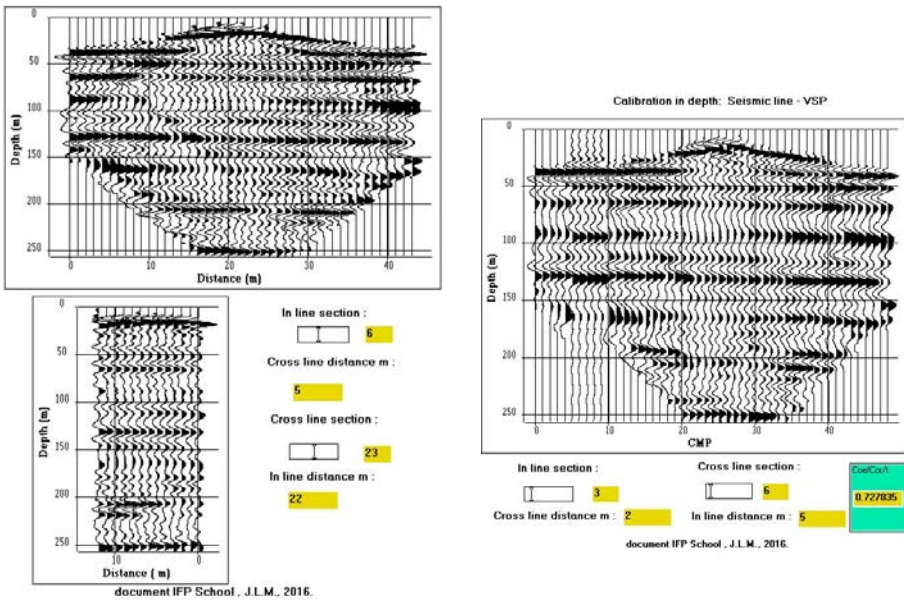 0
50
100
150
200
250
Depth (m)
0 10 20 30 40
Distance (m)
0
50
100
150
200
250
Depth (m)
10 0
Distance ( m)
In line section :
6
Cross line distance m :
5
Cross line section :
23
In line distance m :
22
document IFP School , J.L.M., 2016.
Calibration in depth: Seismic line - VSP
0
50
100
150
200
250
Depth (m)
0 10 20 30 40
CMP
In line section :
3
Cross line distance m : 2
Cross line section :
6
In line distance m : 5
0.727835
document IFP School , J.L.M., 2016.